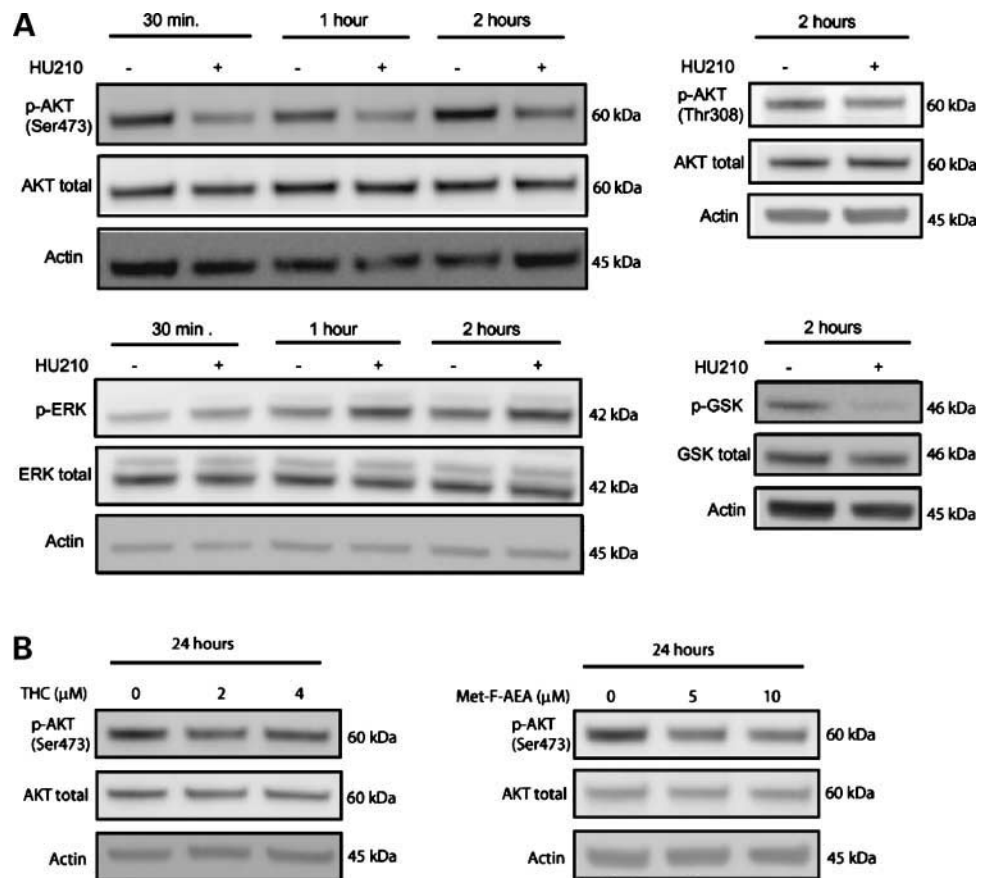 A
30 min. 1 hour 2 hours
HU210 - + - + - +
p-AKT
(Ser473) 60 kDa
AKT total 60 kDa
Actin 45 kDa
2 hours
HU210 - +
p-AKT
(Thr308) 60 kDa
AKT total 60 kDa
Actin 45 kDa
30 min . 1 hour 2 hours
HU210 - + - + - +
p-ERK 42 kDa
ERK total 42 kDa
Actin 45 kDa
2 hours
HU210 - +
p-GSK 46 kDa
GSK total 46 kDa
Actin 45 kDa
B
24 hours
THC (μM) 0 2 4
p-AKT
(Ser473) 60 kDa
AKT total 60 kDa
Actin 45 kDa
24 hours
Met-F-AEA (μM) 0 5 10
p-AKT
(Ser473) 60 kDa
AKT total 60 kDa
Actin 45 kDa